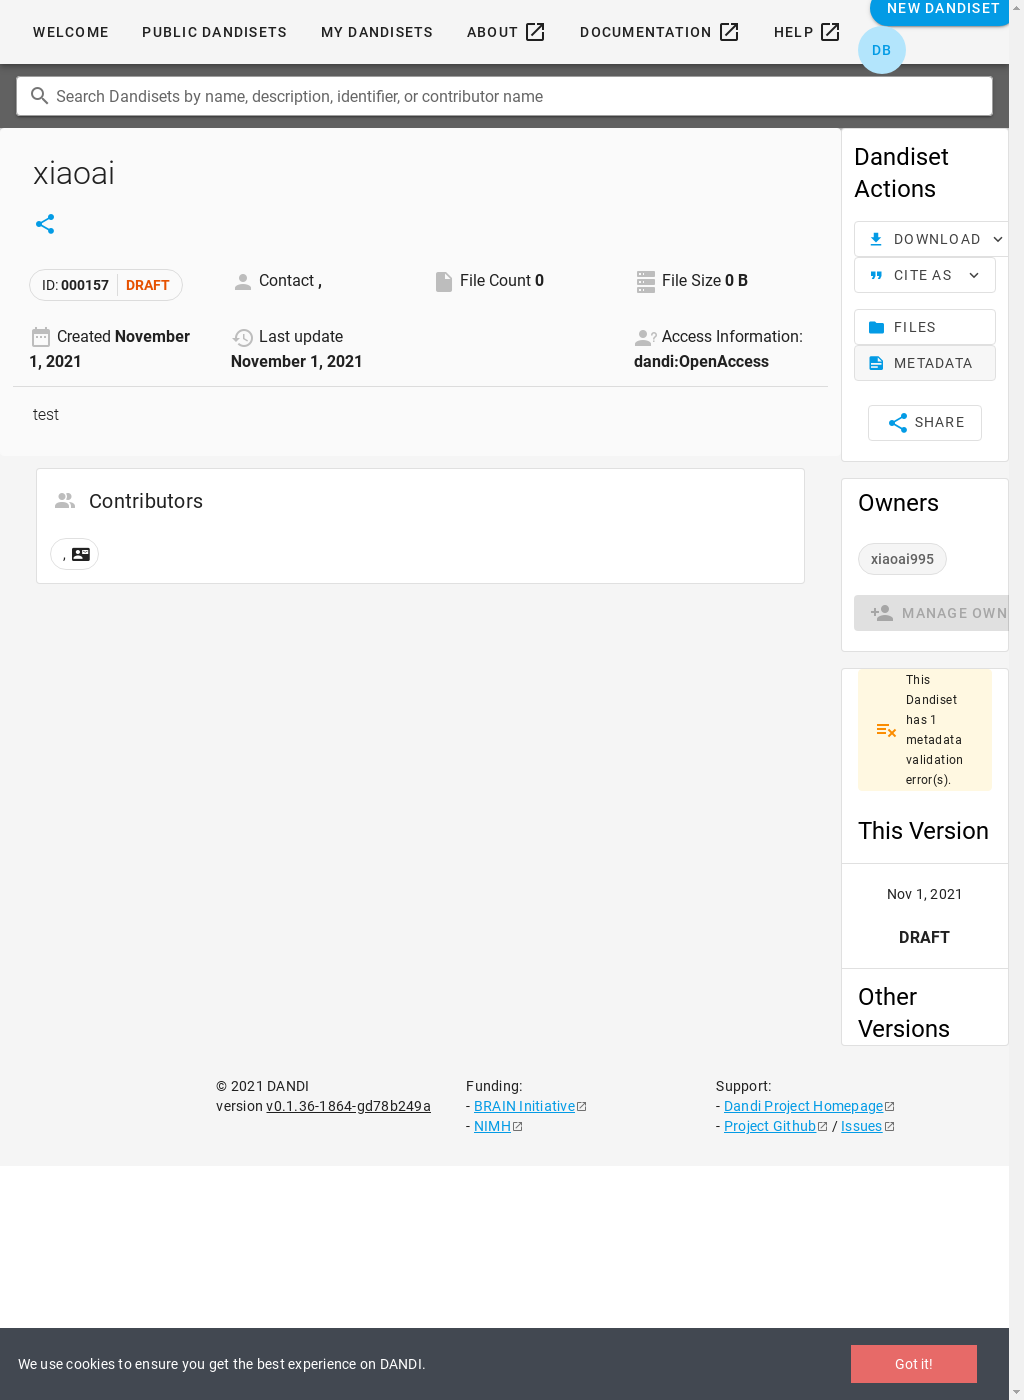 WELCOME
PUBLIC DANDISETS
MY DANDISETS
ABOUT
DOCUMENTATION
HELP
NEW DANDISET
DB
Search Dandisets by name, description, identifier, or contributor name
xiaoai
ID: 000157 DRAFT
Contact ,
File Count 0
File Size 0 B
Created November
1, 2021
Last update
November 1, 2021
Access Information:
dandi:OpenAccess
test
Contributors
,
Dandiset
Actions
DOWNLOAD
CITE AS
FILES
METADATA
SHARE
Owners
xiaoai995
MANAGE OWN
This
Dandiset
has 1
metadata
validation
error(s).
This Version
Nov 1, 2021
DRAFT
Other
Versions
© 2021 DANDI
version v0.1.36-1864-gd78b249a
Funding:
- BRAIN Initiative
- NIMH
Support:
- Dandi Project Homepage
- Project Github / Issues
We use cookies to ensure you get the best experience on DANDI.
Got it!